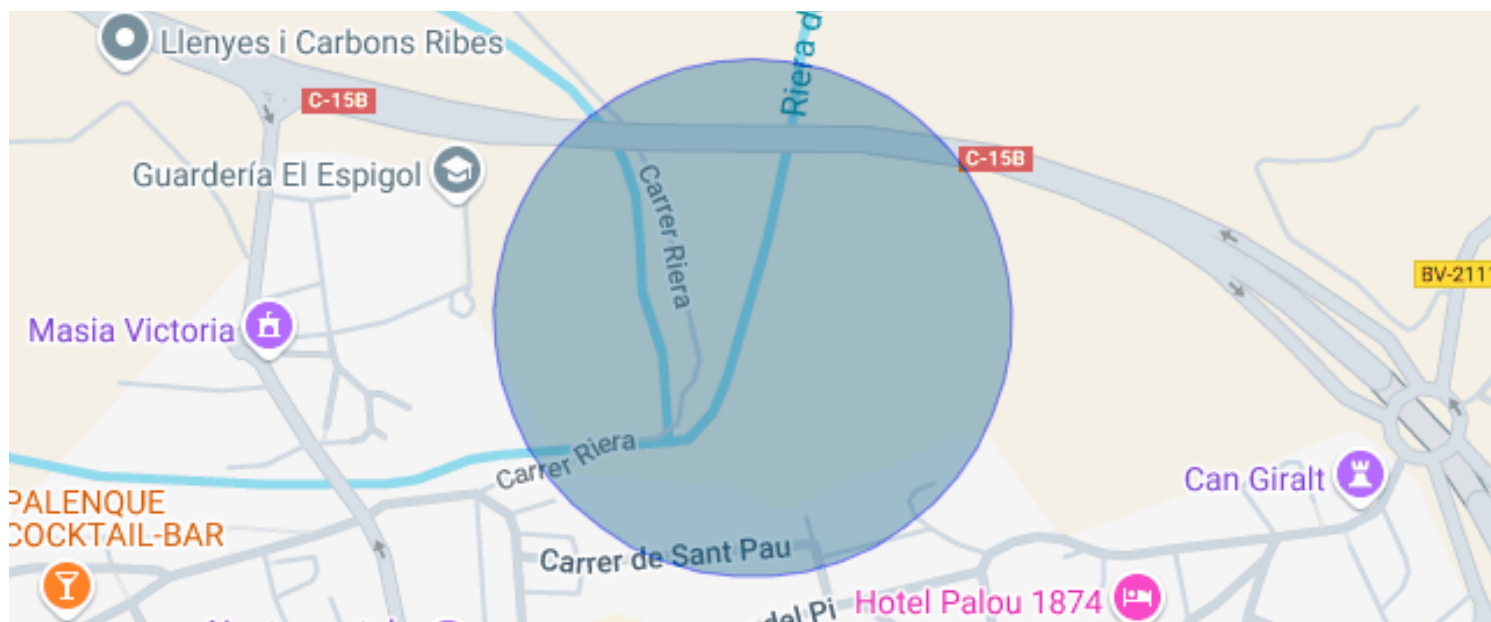 Llenyes i Carbons Ribes
Riera d
C-15B
Guardería El Espigol
C-15B
Carrer Riera
BV-2111
Masia Victoria
Carrer Riera
Can Giralt
PALENQUE
COCKTAIL-BAR
Carrer de Sant Pau
Hotel Palou 1874
del Pi